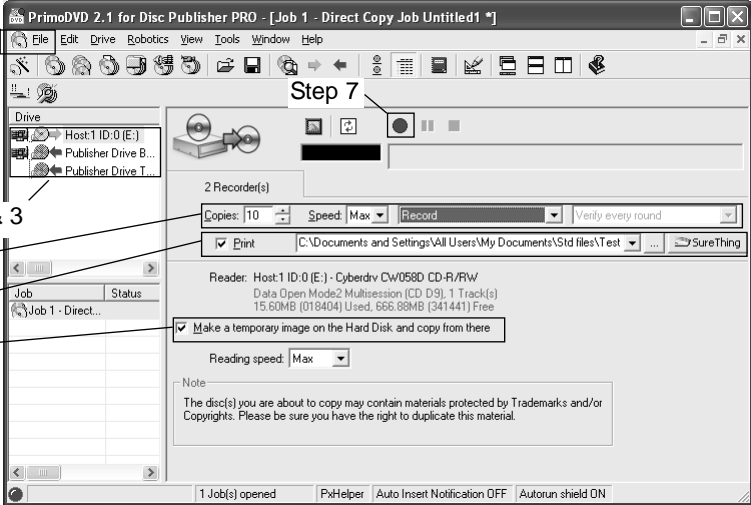 PrimoDVD 2.1 for Disc Publisher PRO - [Job 1 - Direct Copy Job Untitled1 *]
File Edit Drive Robotics View Tools Window Help
Step 7
Drive
Host:1 ID:0 (E:)
Publisher Drive B...
Publisher Drive T...
3
2 Recorder(s)
Copies: 10 Speed: Max Record Verify every round
Print C:\Documents and Settings\All Users\My Documents\Std files\Test ... SureThing
Reader: Host:1 ID:0 (E:) - Cyberdrv CW058D CD-R/RW
Data Open Mode2 Multisession (CD D9), 1 Track(s)
15.60MB (018404) Used, 666.88MB (341441) Free
Job Status
Job 1 - Direct...
Make a temporary image on the Hard Disk and copy from there
Reading speed: Max
Note
The disc(s) you are about to copy may contain materials protected by Trademarks and/or
Copyrights. Please be sure you have the right to duplicate this material.
1 Job(s) opened PxHelper Auto Insert Notification OFF Autorun shield ON